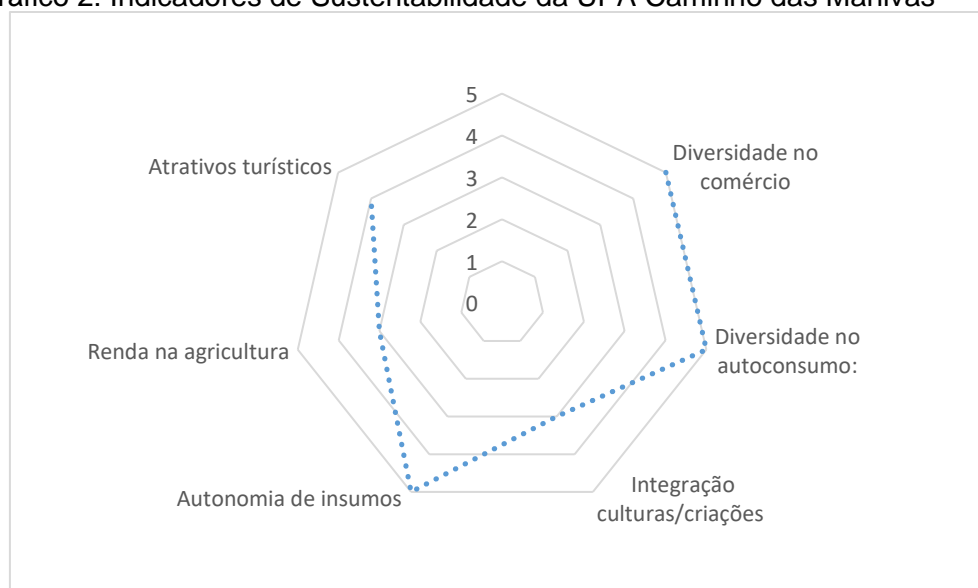 áfico 2. Indicadores de Sustentabilidade da UPA Caminho das Manivas
5
4
3
2
1
0
Diversidade no
comércio
Diversidade no
autoconsumo:
Integração
culturas/criações
Autonomia de insumos
Renda na agricultura
Atrativos turísticos